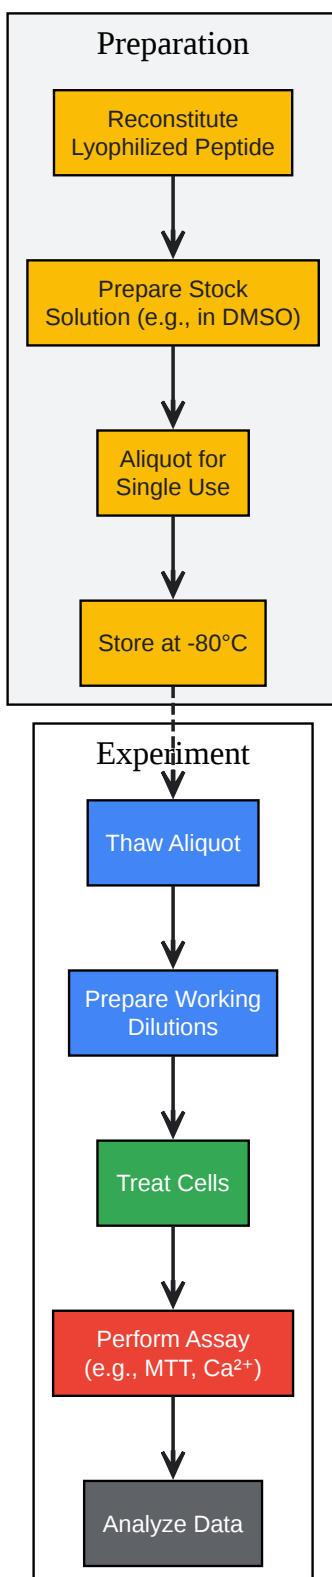 Preparation
Reconstitute
Lyophilized Peptide
Prepare Stock
Solution (e.g., in DMSO)
Aliquot for
Single Use
Store at -80°C
Experiment
Thaw Aliquot
Prepare Working
Dilutions
Treat Cells
Perform Assay
(e.g., MTT, Ca²⁺)
Analyze Data